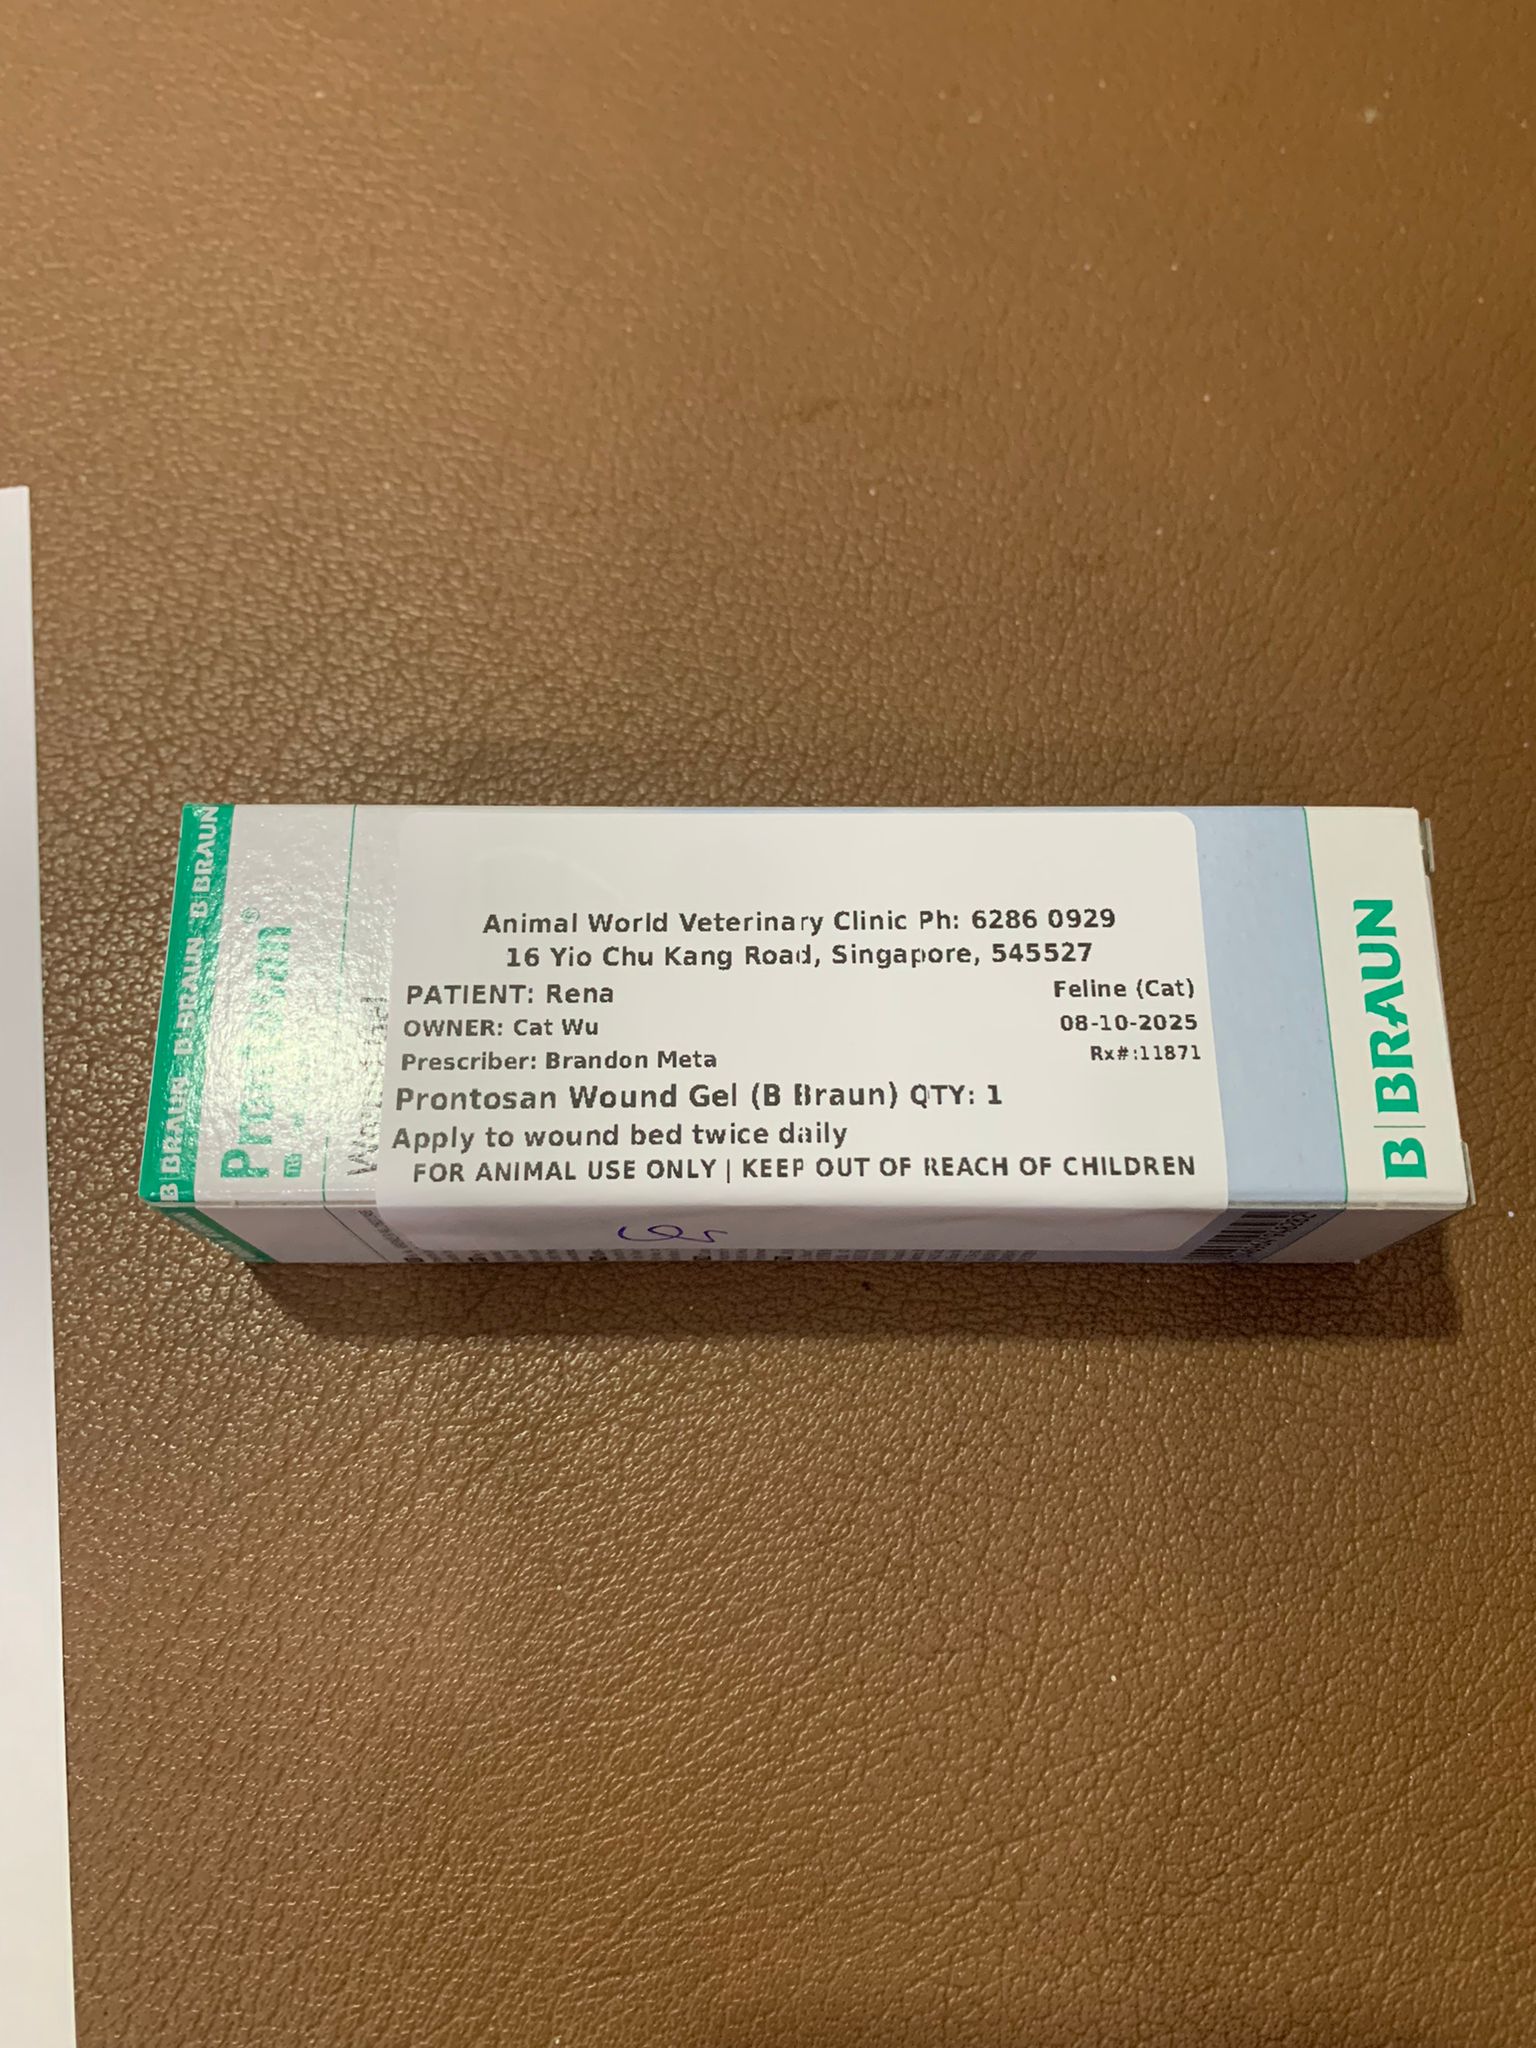 B|BRAUN B|BRAUN B|BRAUN
Prontosan®
Animal World Veterinary Clinic Ph: 6286 0929
16 Yio Chu Kang Road, Singapore, 545527
PATIENT: Rena
Feline (Cat)
OWNER: Cat Wu
08-10-2025
Prescriber: Brandon Meta
Rx#:11871
Prontosan Wound Gel (B Braun) QTY: 1
Apply to wound bed twice daily
FOR ANIMAL USE ONLY | KEEP OUT OF REACH OF CHILDREN
B|BRAUN